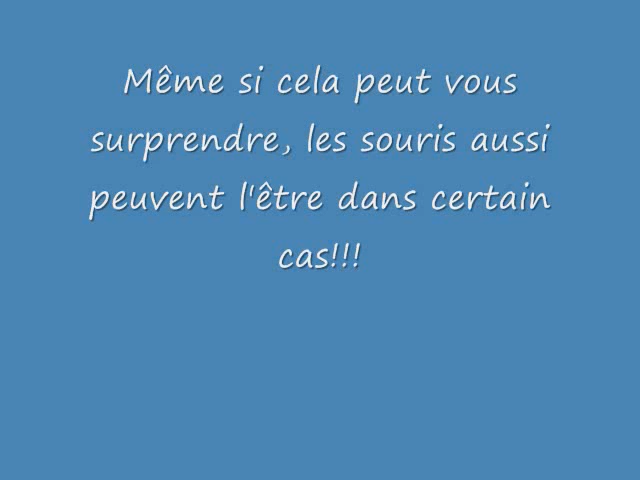 Même si cela peut vous
surprendre, les souris aussi
peuvent l'être dans certain
cas!!!